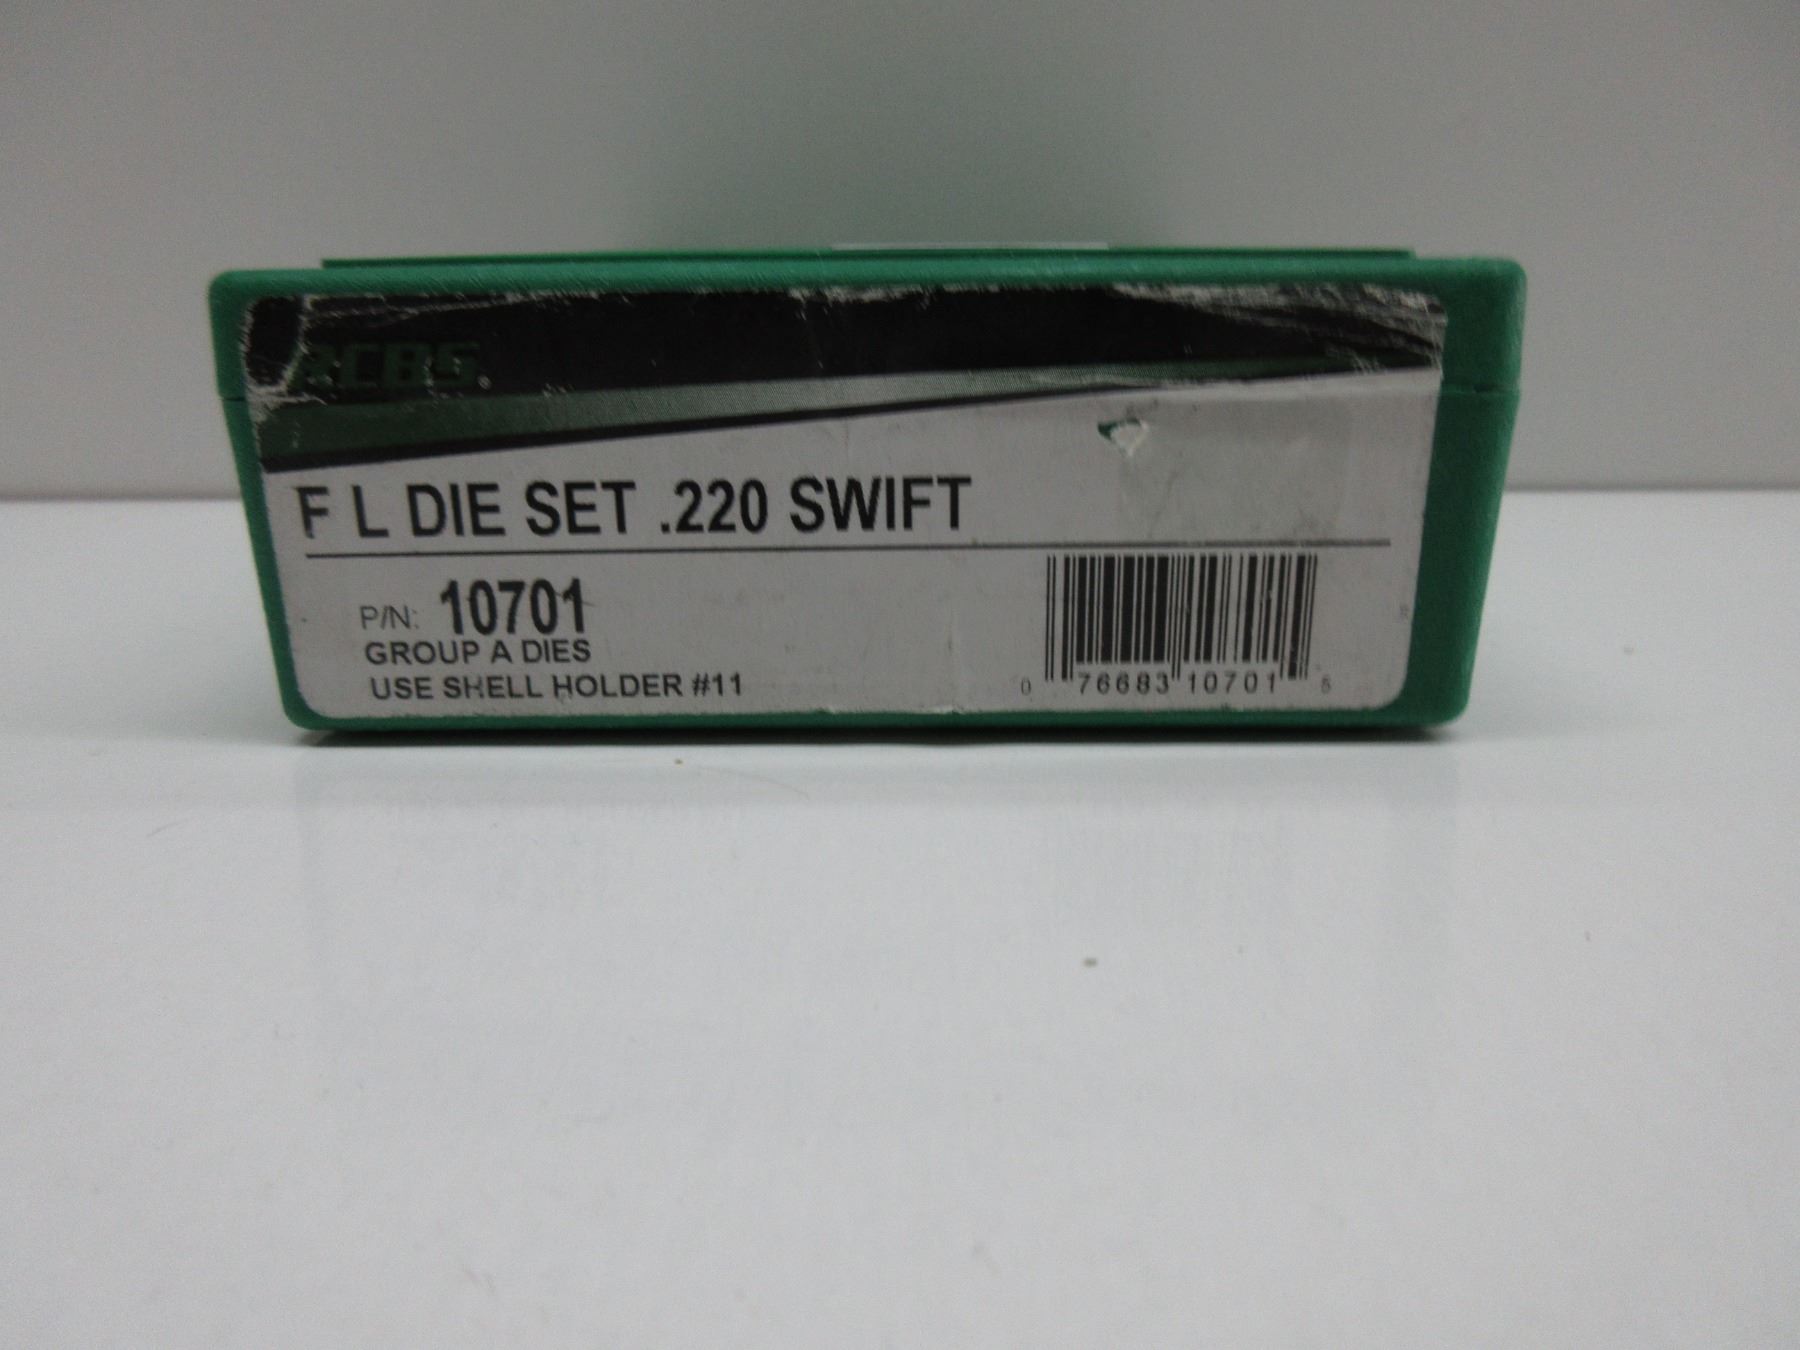 RCBS.
F L DIE SET .220 SWIFT
P/N: 10701
GROUP A DIES
USE SHELL HOLDER #11
0 76683 10701 5